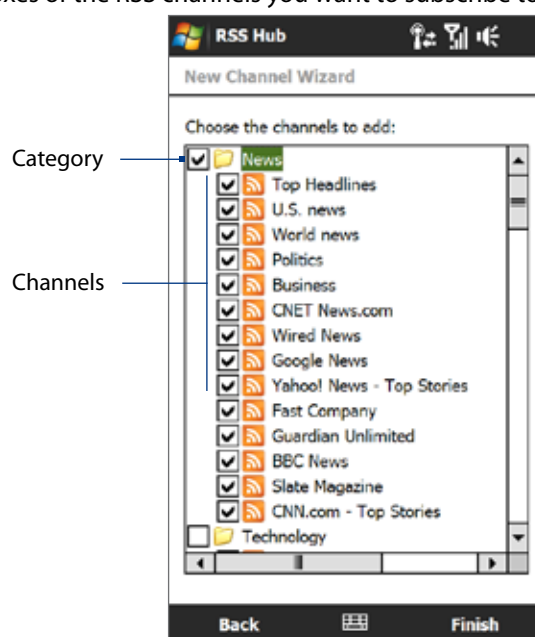 oxes of the RSS channels you want to subscribe to
RSS Hub
New Channel Wizard
Choose the channels to add:
Category
News
Top Headlines
U.S. news
World news
Politics
Channels
Business
CNET News.com
Wired News
Google News
Yahoo! News - Top Stories
Fast Company
Guardian Unlimited
BBC News
Slate Magazine
CNN.com - Top Stories
Technology
Back
Finish